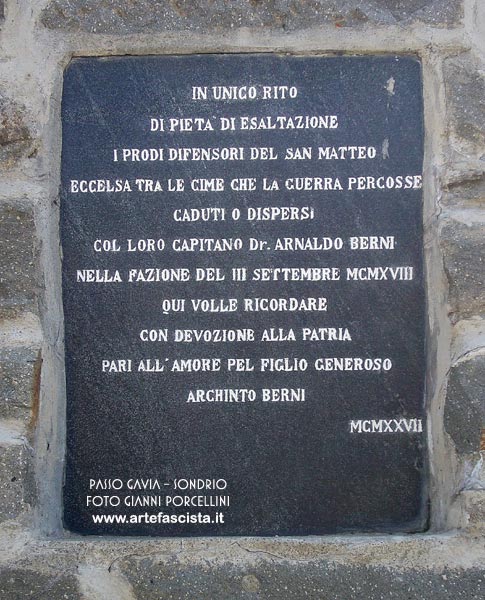 IN UNICO RITO
DI PIETA' DI ESALTAZIONE
I PRODI DIFENSORI DEL SAN MATTEO
ECCELSA TRA LE CIME CHE LA GUERRA PERCOSSE
CADUTI O DISPERSI
COL LORO CAPITANO Dr. ARNALDO BERNI
NELLA FAZIONE DEL III SETTEMBRE MCMXVIII
QUI VOLLE RICORDARE
CON DEVOZIONE ALLA PATRIA
PARI ALL'AMORE PEL FIGLIO GENEROSO
ARCHINTO BERNI
MCMXXVII
PASSO GAVIA - SONDRIO
FOTO GIANNI PORCELLINI
www.artefascista.it